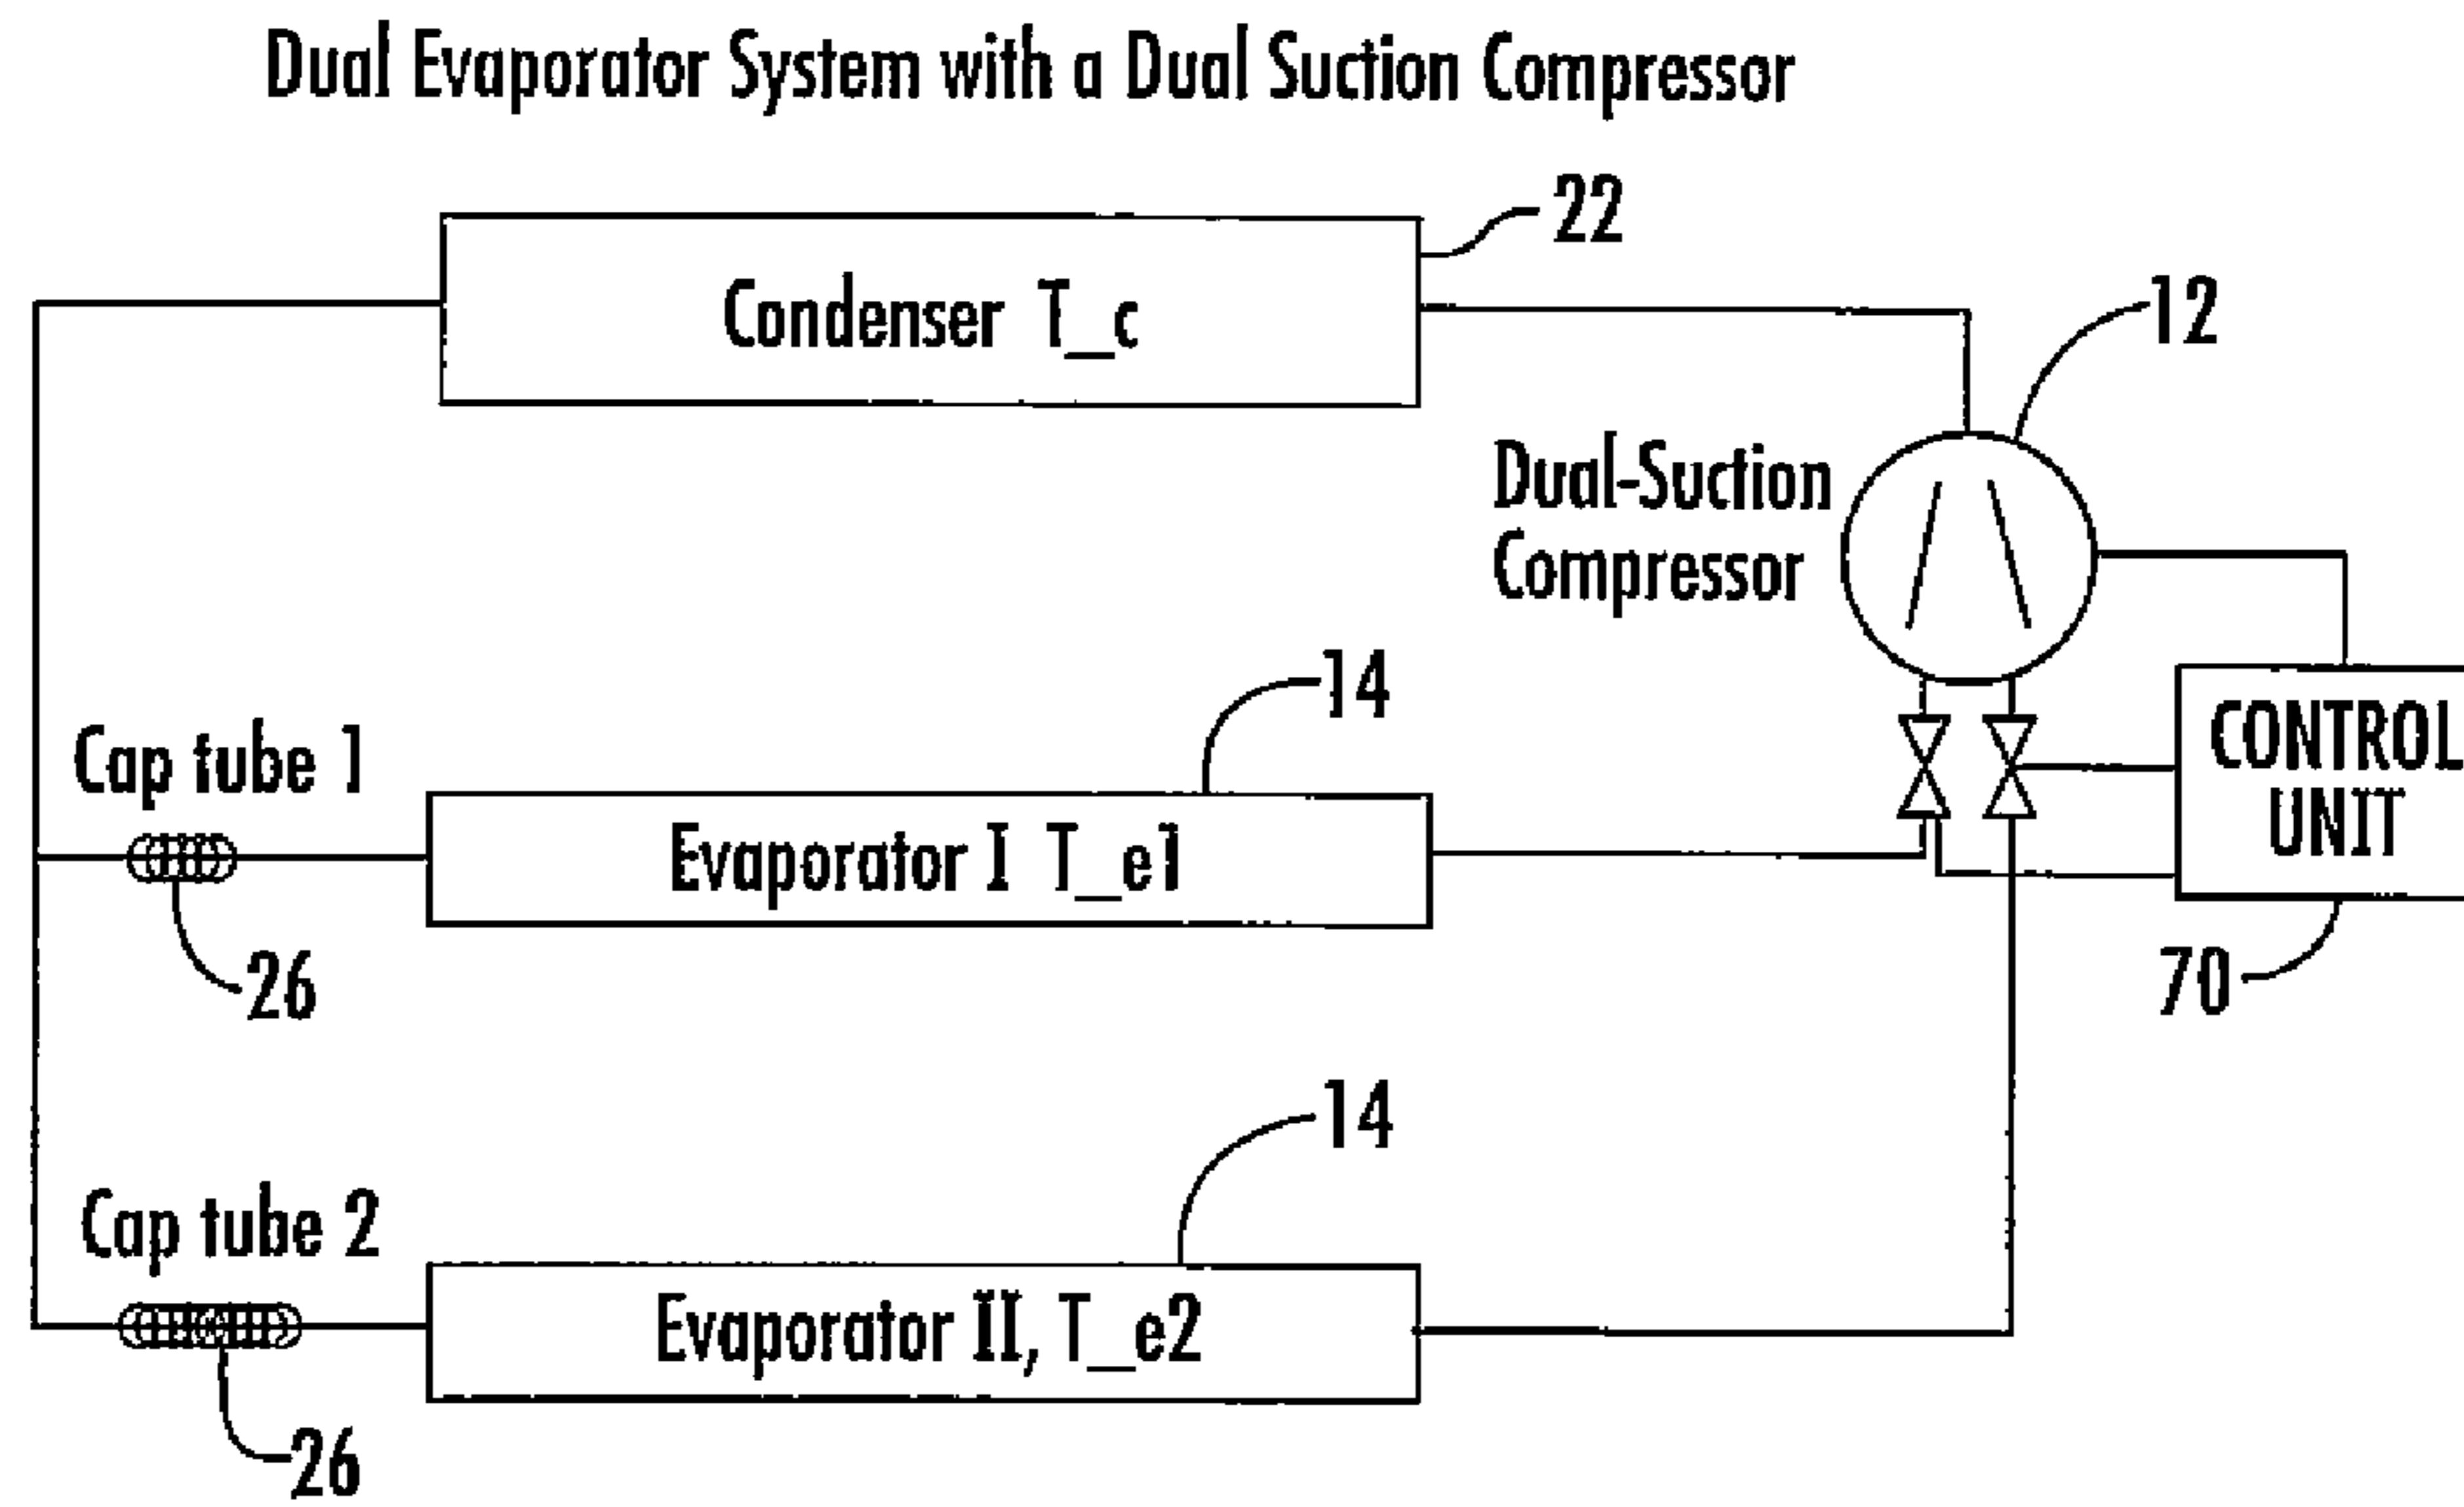 Dual Evaporator System with a Dual Suction Compressor
22
Condenser T_c
12
Dual-Suction
Compressor
14
Cap tube 1
CONTROL
UNIT
Evaporator I T_e1
26
70
14
Cap tube 2
Evaporator II, T_e2
26